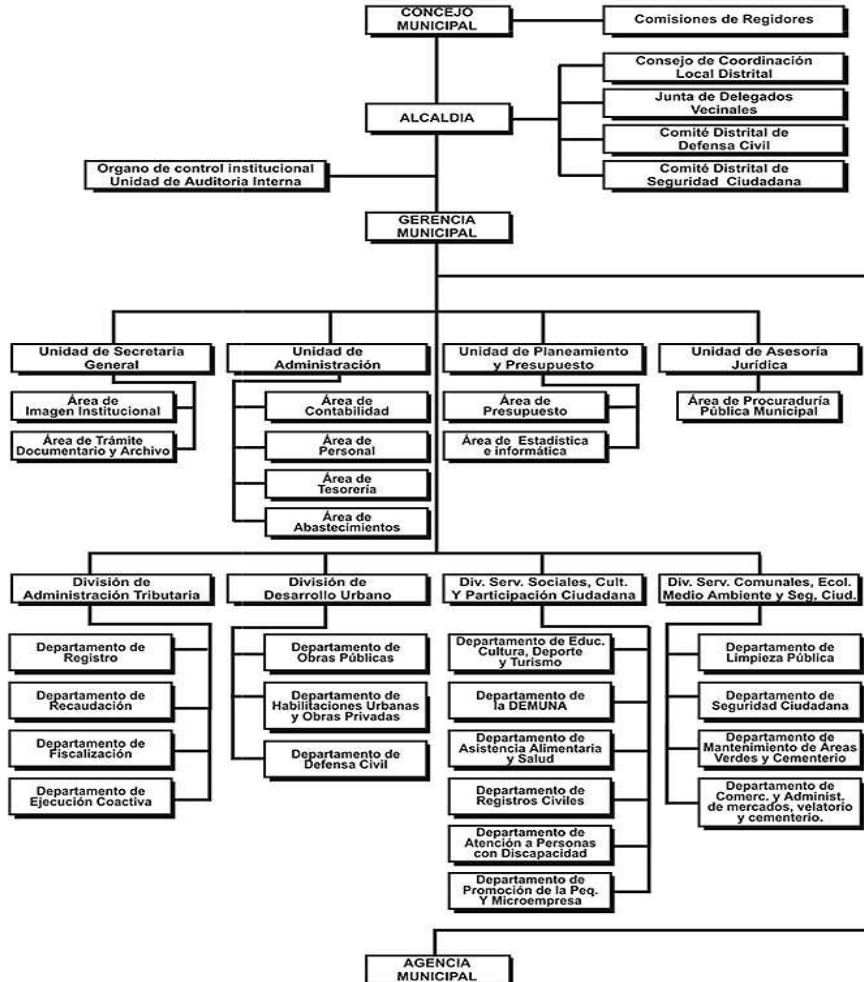 CONCEJO
MUNICIPAL
Comisiones de Regidores
Consejo de Coordinación
Local Distrital
ALCALDIA
Junta de Delegados
Vecinales
Comité Distrital de
Defensa Civil
Comité Distrital de
Seguridad Ciudadana
Organo de control institucional
Unidad de Auditoria Interna
GERENCIA
MUNICIPAL
Unidad de Secretaria
General
Área de
Imagen Institucional
Área de Trámite
Documentario y Archivo
Unidad de
Administración
Área de
Contabilidad
Área de
Personal
Área de
Tesorería
Área de
Abastecimientos
Unidad de Planeamiento
y Presupuesto
Área de
Presupuesto
Área de Estadística
e informática
Unidad de Asesoría
Jurídica
Área de Procuraduría
Pública Municipal
División de
Administración Tributaria
Departamento de
Registro
Departamento de
Recaudación
Departamento de
Fiscalización
Departamento de
Ejecución Coactiva
División de
Desarrollo Urbano
Departamento de
Obras Públicas
Departamento de
Habilitaciones Urbanas
y Obras Privadas
Departamento de
Defensa Civil
Div. Serv. Sociales, Cult.
Y Participación Ciudadana
Departamento de Educ.
Cultura, Deporte
y Turismo
Departamento de
la DEMUNA
Departamento de
Asistencia Alimentaria
y Salud
Departamento de
Registros Civiles
Departamento de
Atención a Personas
con Discapacidad
Departamento de
Promoción de la Peq.
Y Microempresa
Div. Serv. Comunales, Ecol.
Medio Ambiente y Seg. Ciud.
Departamento de
Limpieza Pública
Departamento de
Seguridad Ciudadana
Departamento de
Mantenimiento de Áreas
Verdes y Cementerio
Departamento de
Comerc. y Administ.
de mercados, velatorio
y cementerio.
AGENCIA
MUNICIPAL